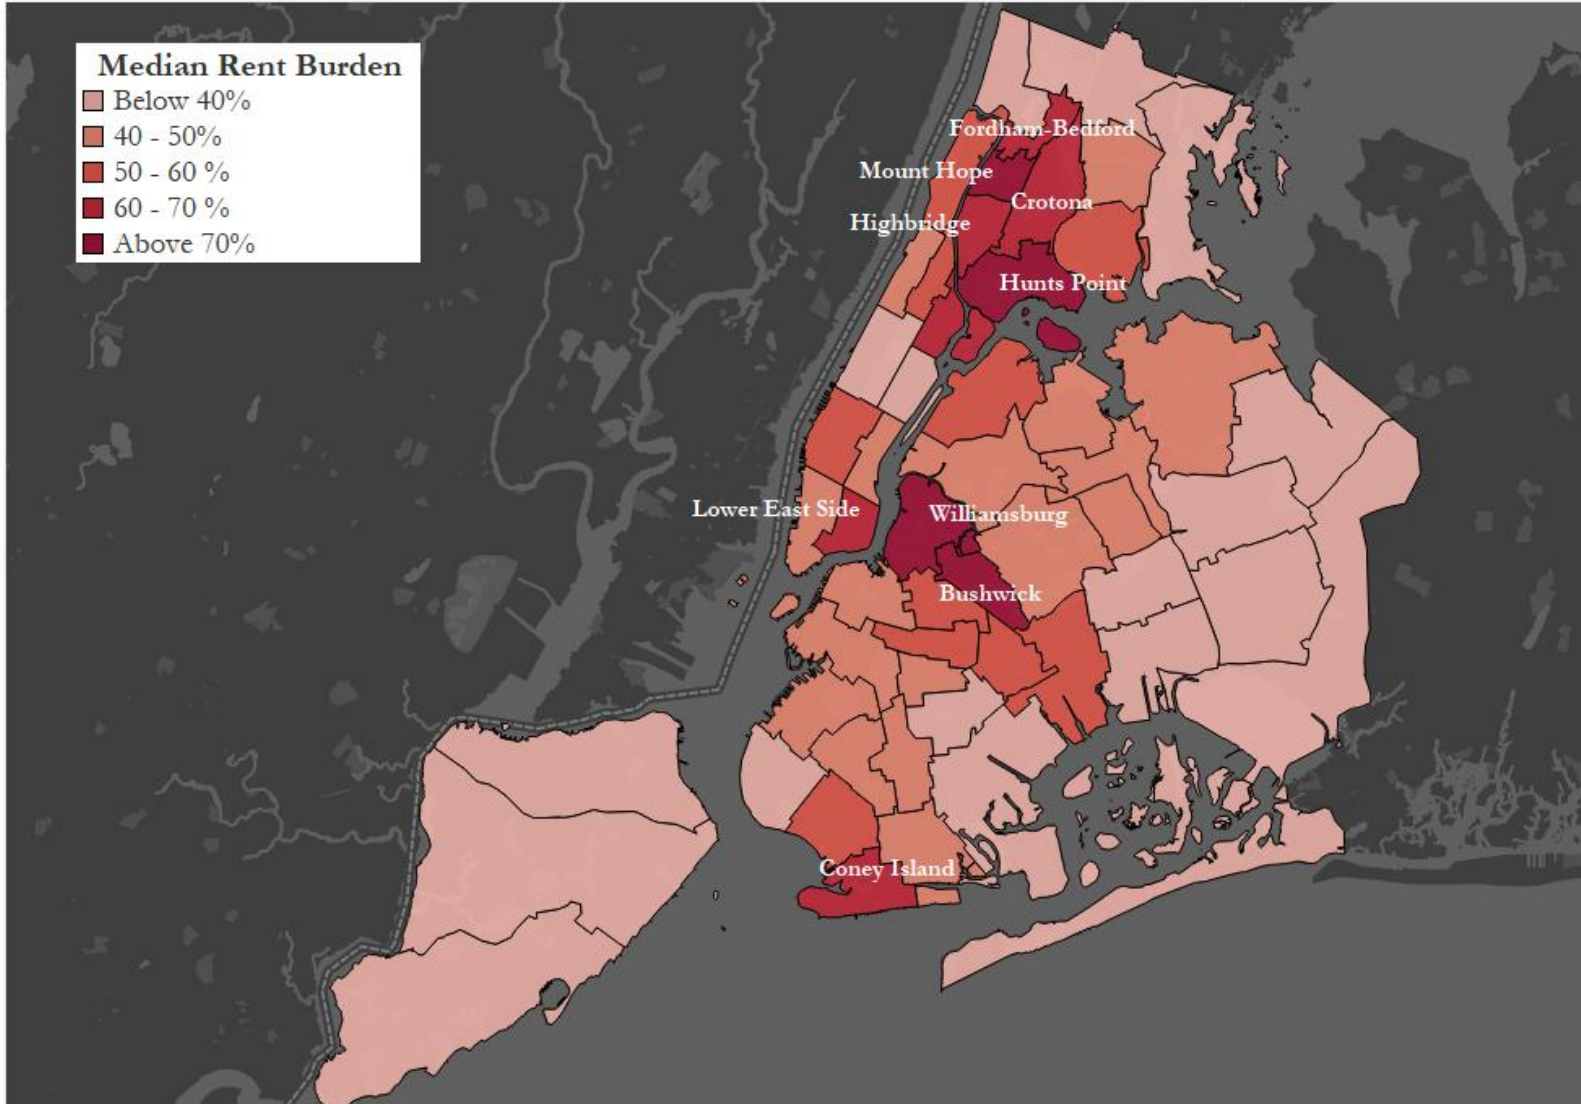 Median Rent Burden
Below 40%
40 - 50%
50 - 60 %
60 - 70 %
Above 70%
Fordham-Bedford
Mount Hope
Crotona
Highbridge
Hunts Point
Lower East Side
Williamsburg
Bushwick
Coney Island